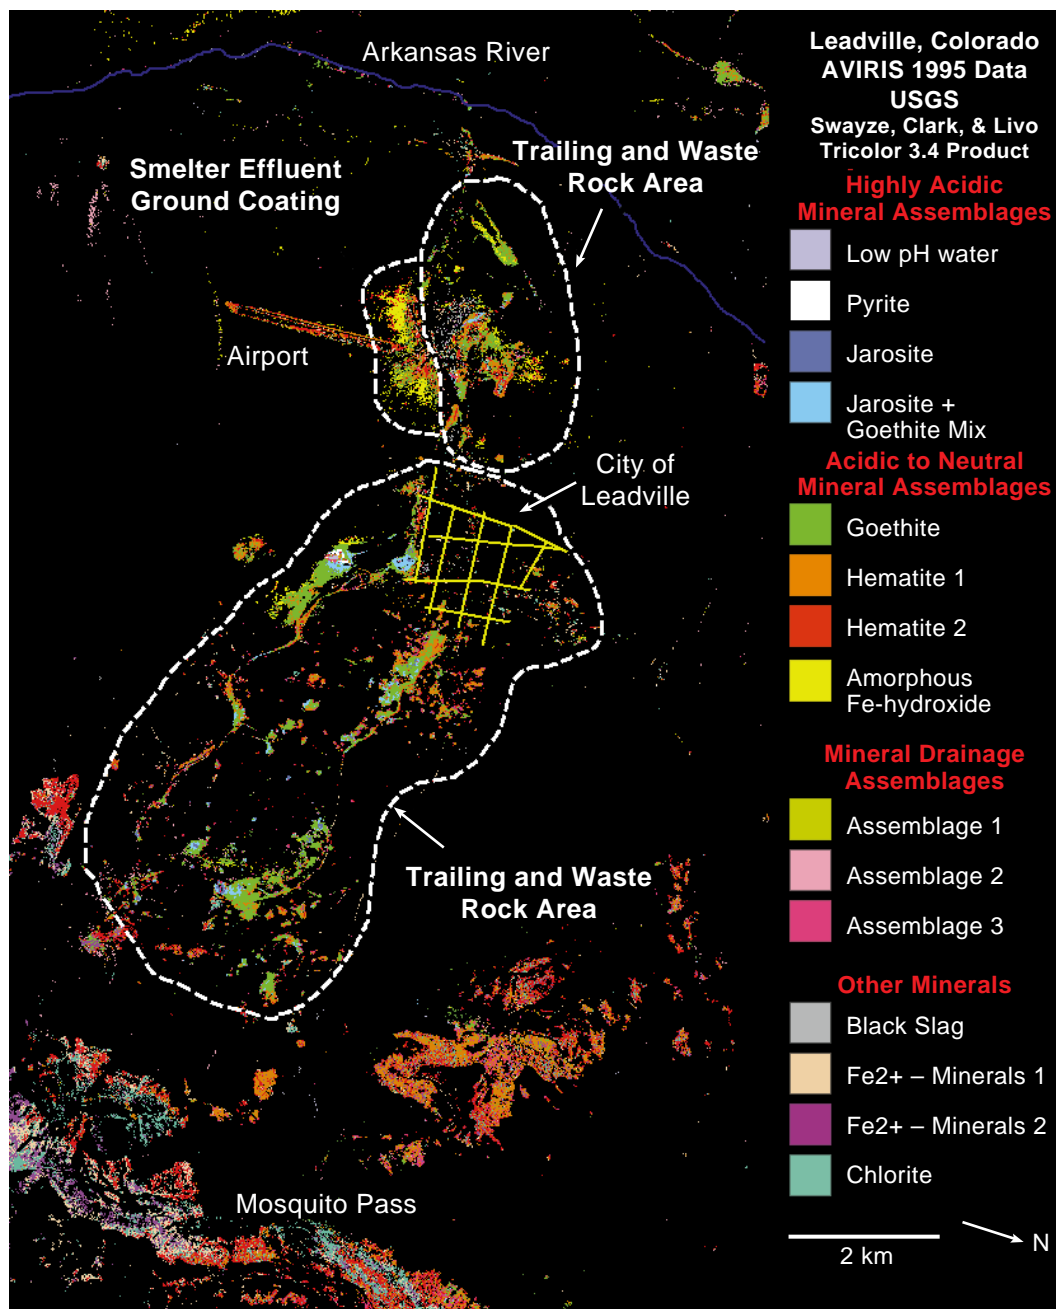 Arkansas River
Smelter Effluent
Ground Coating
Trailing and Waste
Rock Area
Airport
City of
Leadville
Trailing and Waste
Rock Area
Mosquito Pass
Leadville, Colorado
AVIRIS 1995 Data
USGS
Swayze, Clark, & Livo
Tricolor 3.4 Product
Highly Acidic
Mineral Assemblages
Low pH water
Pyrite
Jarosite
Jarosite +
Goethite Mix
Acidic to Neutral
Mineral Assemblages
Goethite
Hematite 1
Hematite 2
Amorphous
Fe-hydroxide
Mineral Drainage
Assemblages
Assemblage 1
Assemblage 2
Assemblage 3
Other Minerals
Black Slag
Fe2+ – Minerals 1
Fe2+ – Minerals 2
Chlorite
N
2 km